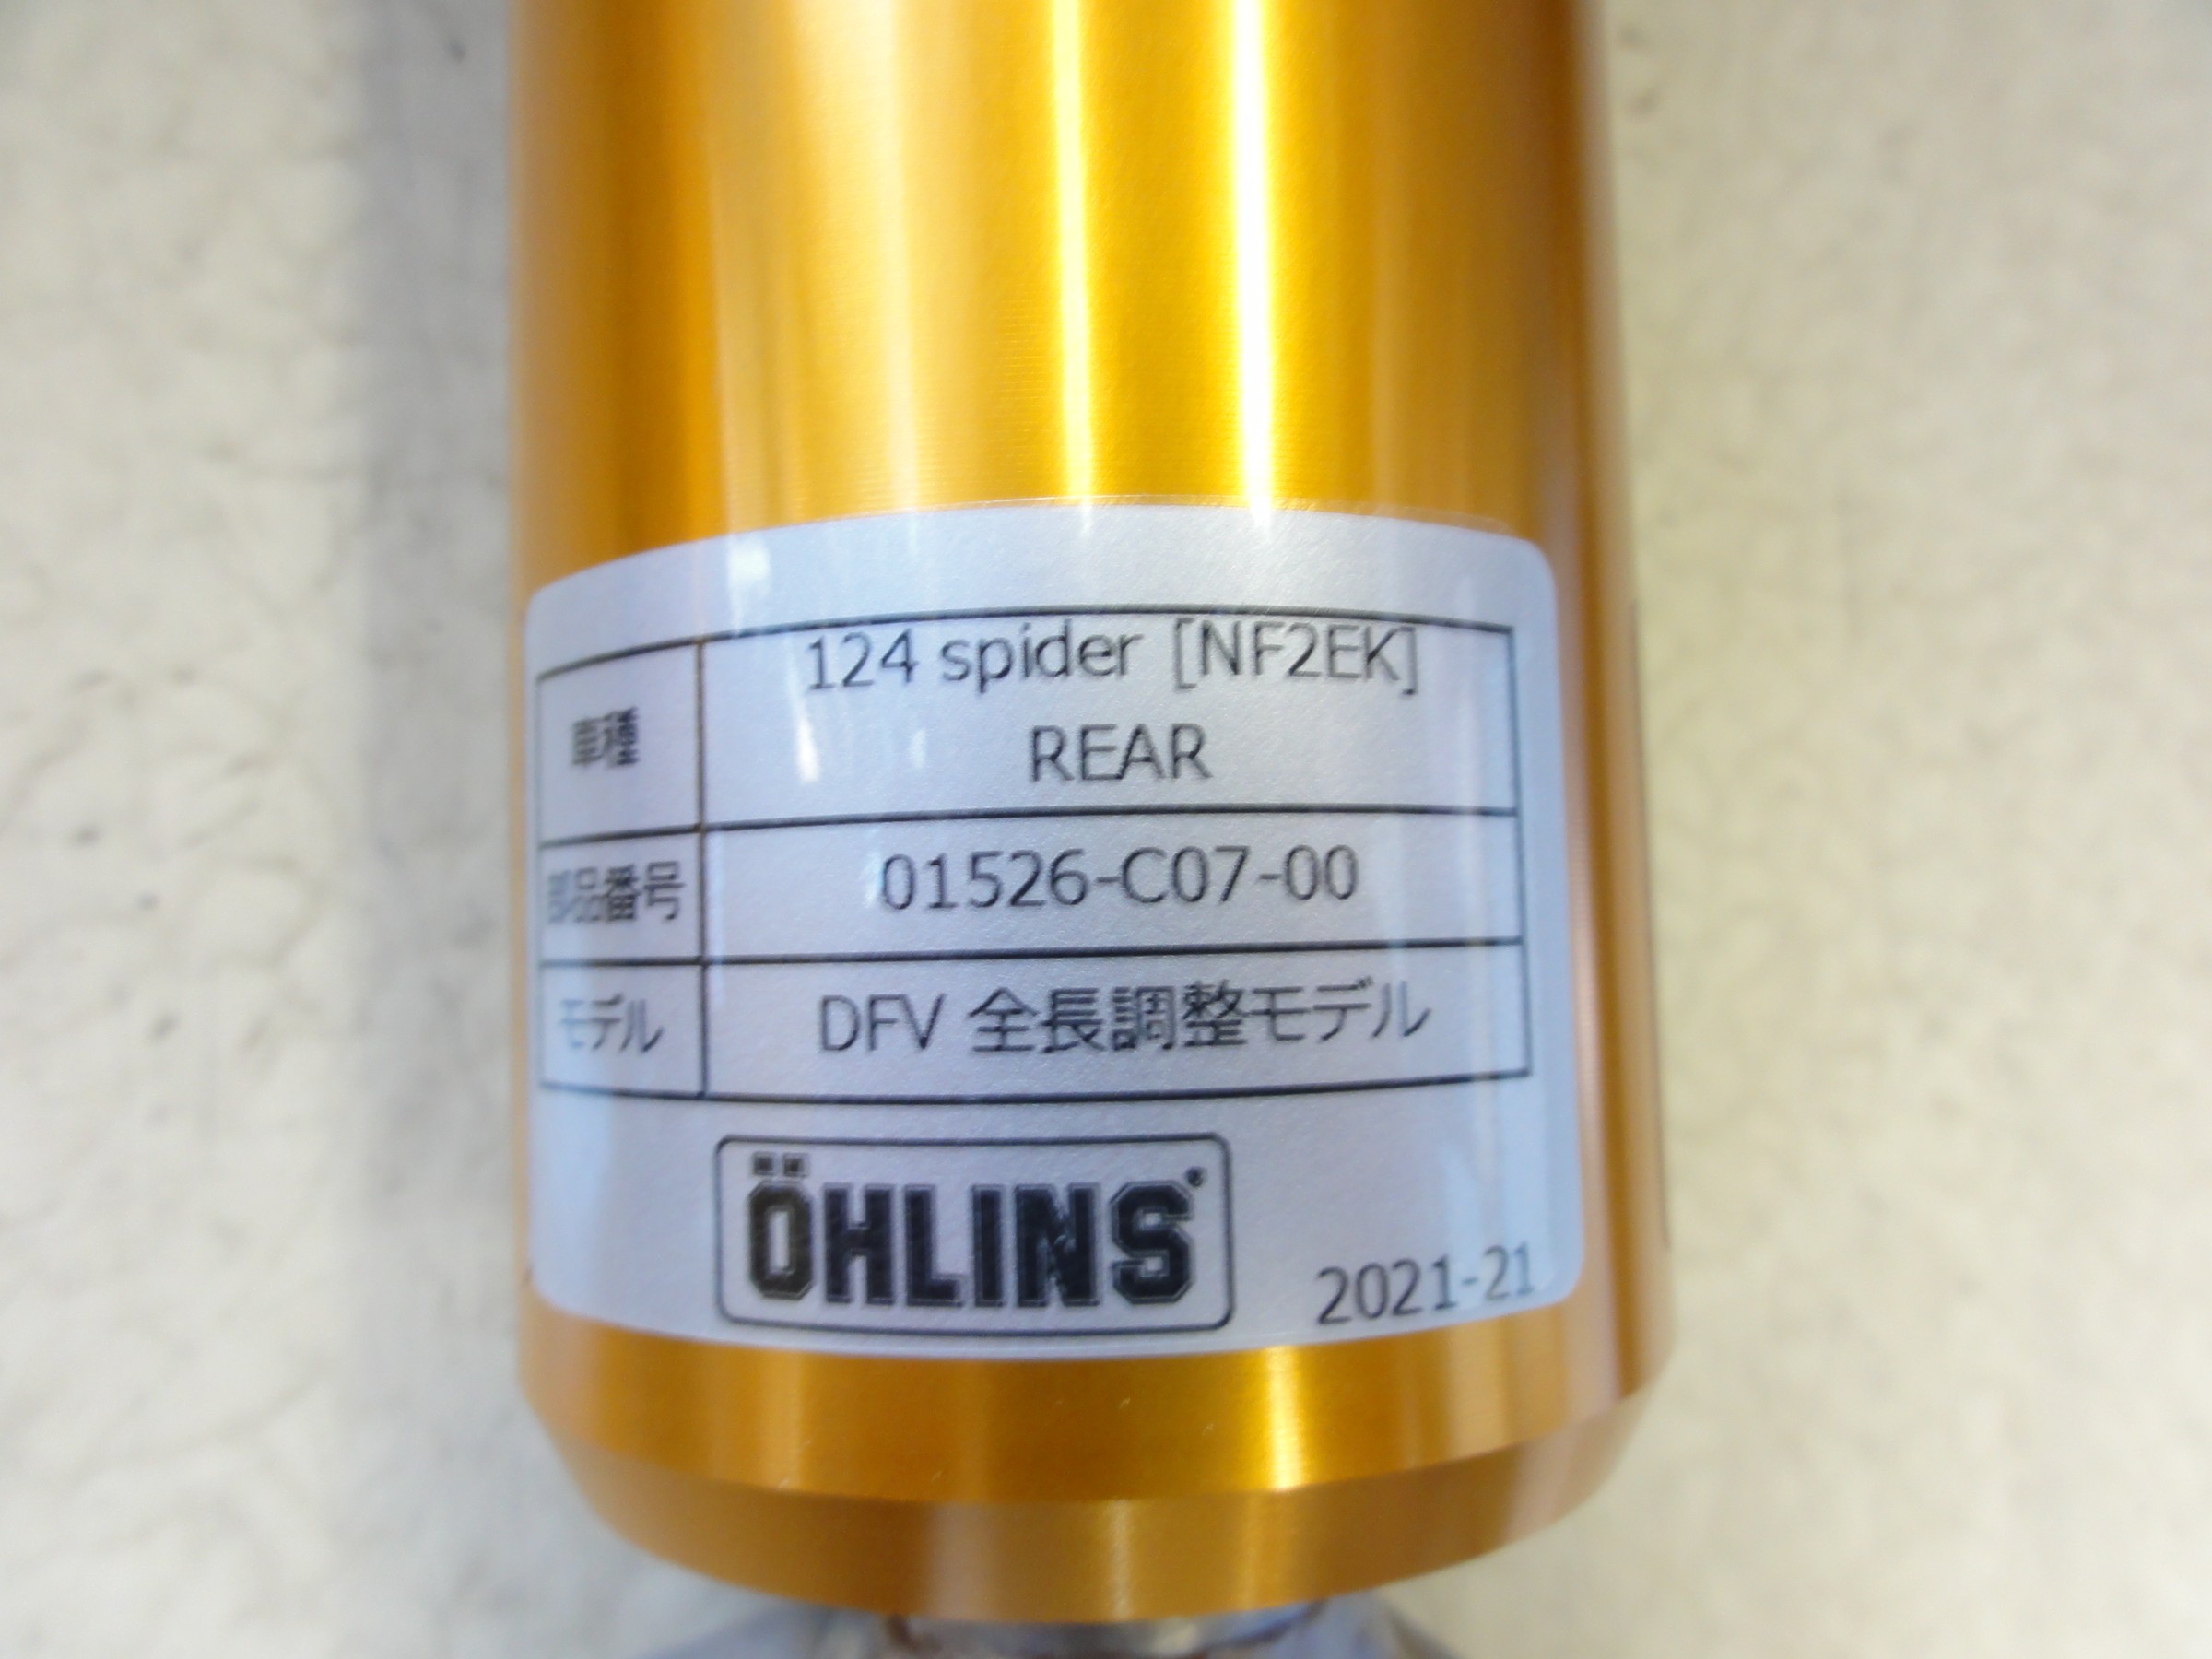 車種
124 spider [NF2EK]
REAR
部品番号
01526-C07-00
モデル
DFV 全長調整モデル
ÖHLINS®
2021-21